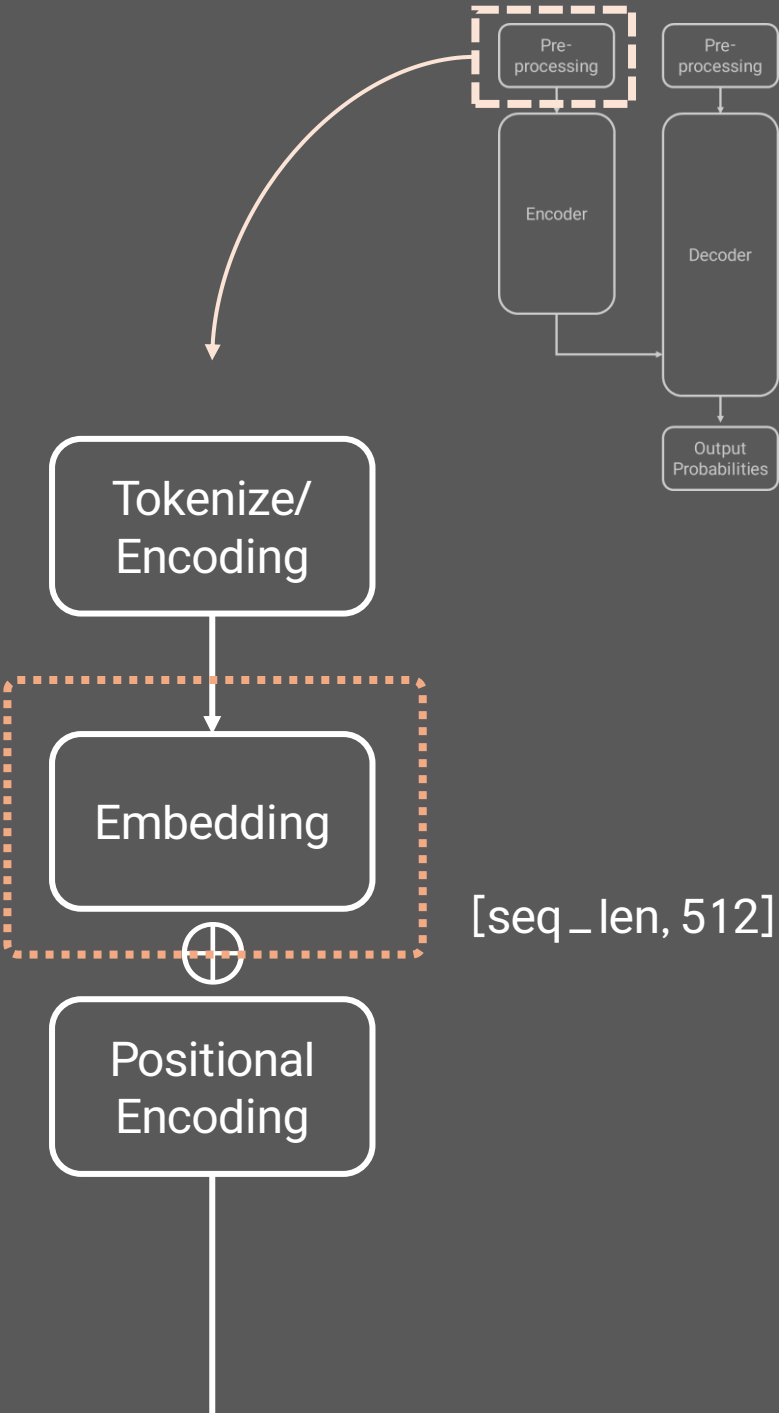 Pre-
processing
Pre-
processing
Encoder
Decoder
Output
Probabilities
Tokenize/
Encoding
Embedding
[seq_len, 512]
Positional
Encoding